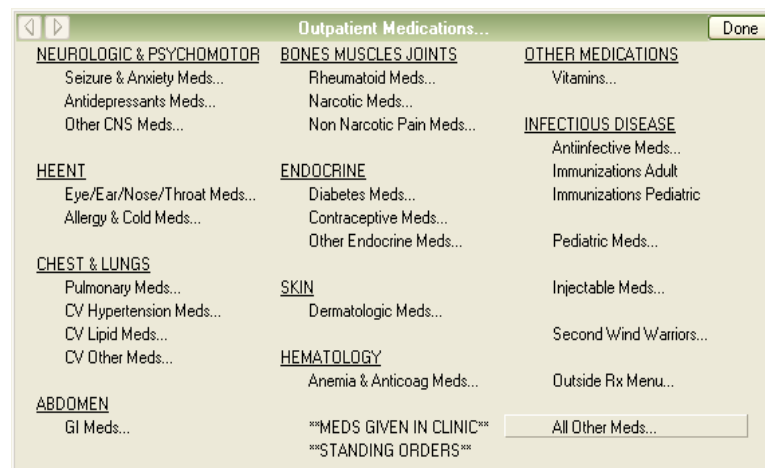 Outpatient Medications...
Done
NEUROLOGIC & PSYCHOMOTOR
Seizure & Anxiety Meds...
Antidepressants Meds...
Other CNS Meds...
HEENT
Eye/Ear/Nose/Throat Meds...
Allergy & Cold Meds...
CHEST & LUNGS
Pulmonary Meds...
CV Hypertension Meds...
CV Lipid Meds...
CV Other Meds...
ABDOMEN
GI Meds...
BONES MUSCLES JOINTS
Rheumatoid Meds...
Narcotic Meds...
Non Narcotic Pain Meds...
ENDOCRINE
Diabetes Meds...
Contraceptive Meds...
Other Endocrine Meds...
SKIN
Dermatologic Meds...
HEMATOLOGY
Anemia & Anticoag Meds...
**MEDS GIVEN IN CLINIC**
**STANDING ORDERS**
OTHER MEDICATIONS
Vitamins...
INFECTIOUS DISEASE
Antiinfective Meds...
Immunizations Adult
Immunizations Pediatric
Pediatric Meds...
Injectable Meds...
Second Wind Warriors...
Outside Rx Menu...
All Other Meds...